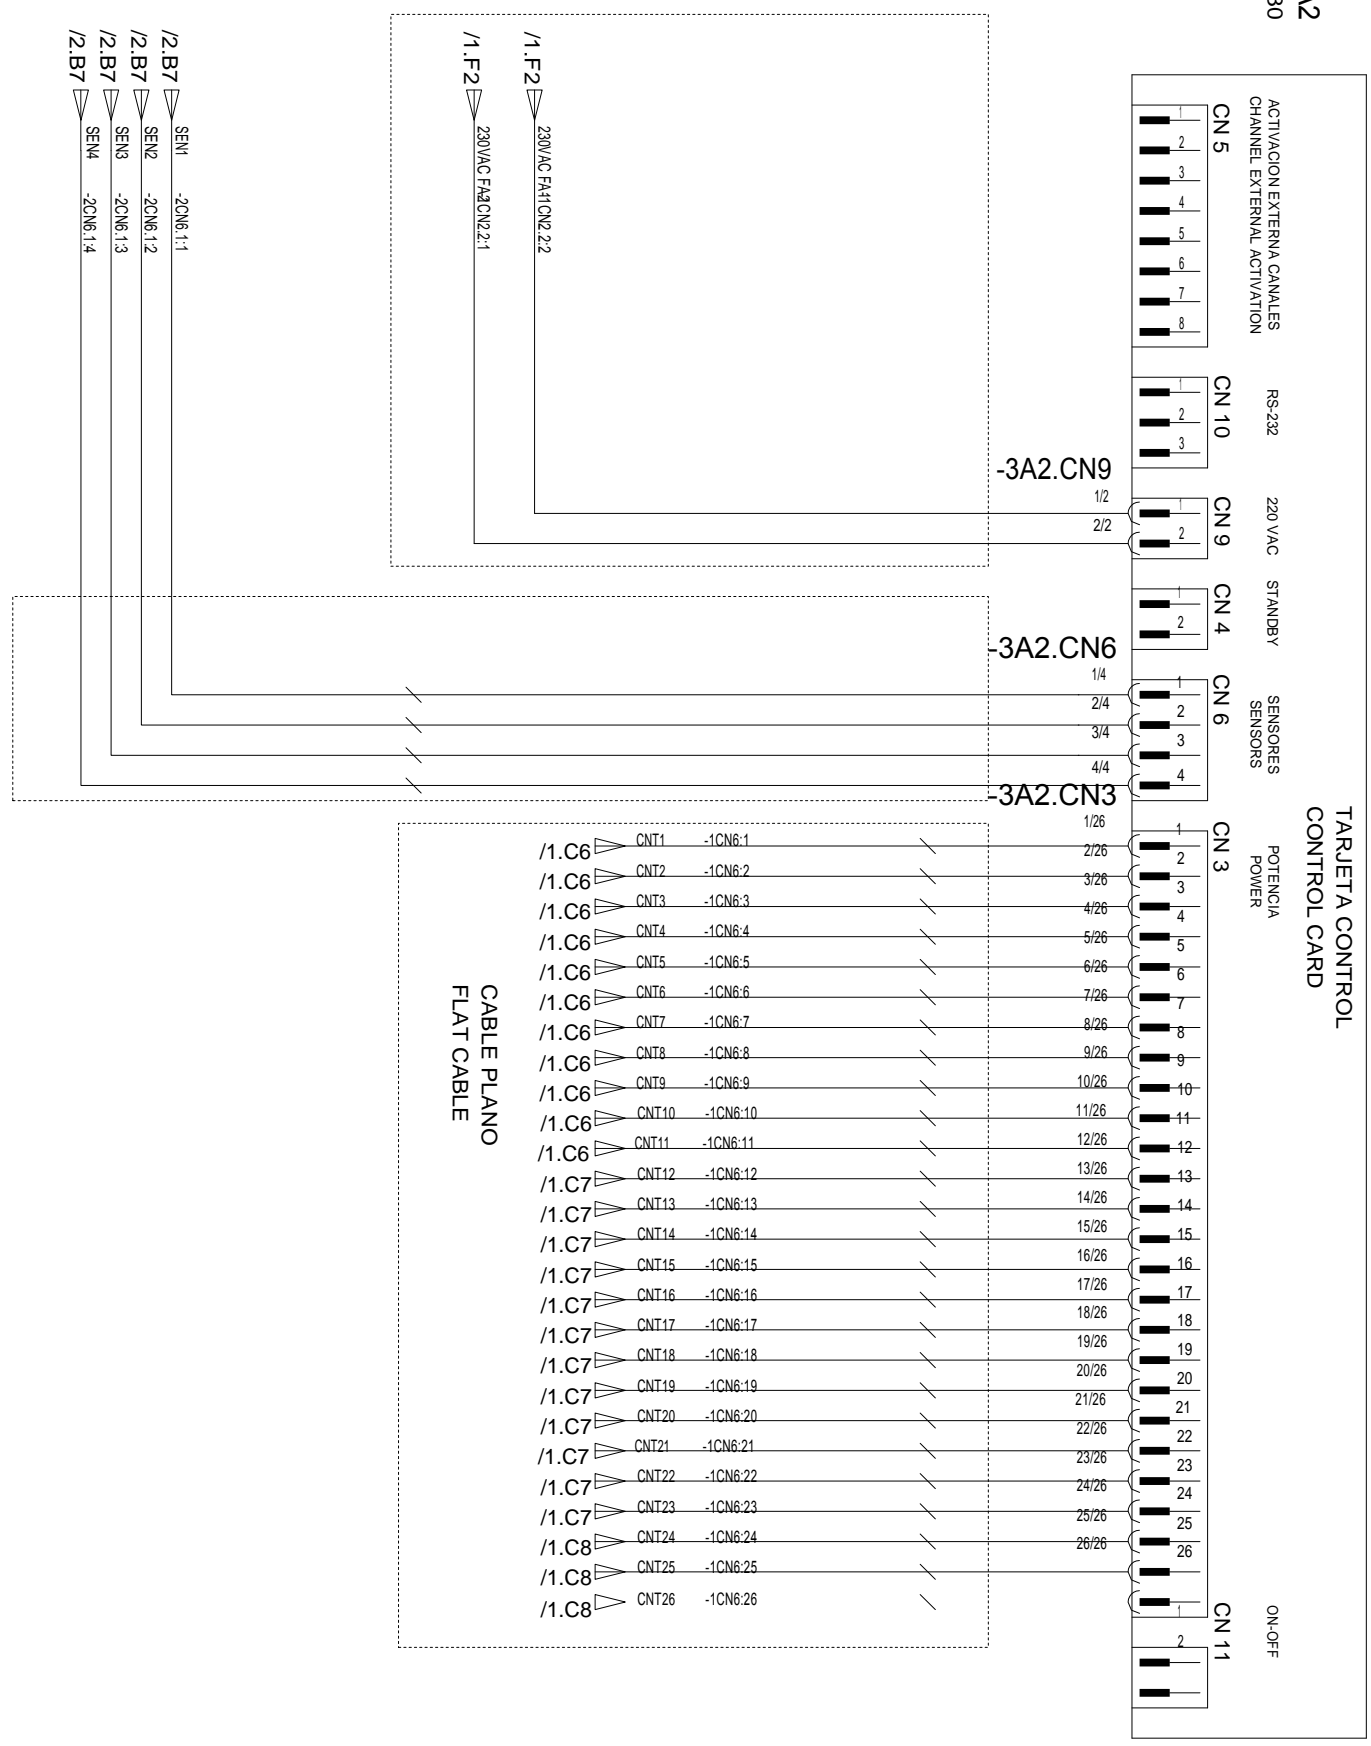 A2
30
TARJETA CONTROL
CONTROL CARD
ACTIVACION EXTERNA CANALES
CHANNEL EXTERNAL ACTIVATION
CN 5
1
2
3
4
5
6
7
8
RS-232
CN 10
1
2
3
220 VAC
CN 9
1
2
-3A2.CN9
1/2
2/2
STANDBY
CN 4
1
2
SENSORES
SENSORS
CN 6
1
2
3
4
-3A2.CN6
1/4
2/4
3/4
4/4
POTENCIA
POWER
CN 3
1
2
3
4
5
6
7
8
9
10
11
12
13
14
15
16
17
18
19
20
21
22
23
24
25
26
-3A2.CN3
1/26
2/26
3/26
4/26
5/26
6/26
7/26
8/26
9/26
10/26
11/26
12/26
13/26
14/26
15/26
16/26
17/26
18/26
19/26
20/26
21/26
22/26
23/26
24/26
25/26
26/26
ON-OFF
CN 11
1
2
/1.F2 230VAC
/1.F2 230VAC
/2.B7 SEN1 -2CN6.1:1
/2.B7 SEN2 -2CN6.1:2
/2.B7 SEN3 -2CN6.1:3
/2.B7 SEN4 -2CN6.1:4
/1.C6 CNT1 -1CN6:1
/1.C6 CNT2 -1CN6:2
/1.C6 CNT3 -1CN6:3
/1.C6 CNT4 -1CN6:4
/1.C6 CNT5 -1CN6:5
/1.C6 CNT6 -1CN6:6
/1.C6 CNT7 -1CN6:7
/1.C6 CNT8 -1CN6:8
/1.C6 CNT9 -1CN6:9
/1.C6 CNT10 -1CN6:10
/1.C6 CNT11 -1CN6:11
/1.C7 CNT12 -1CN6:12
/1.C7 CNT13 -1CN6:13
/1.C7 CNT14 -1CN6:14
/1.C7 CNT15 -1CN6:15
/1.C7 CNT16 -1CN6:16
/1.C7 CNT17 -1CN6:17
/1.C7 CNT18 -1CN6:18
/1.C7 CNT19 -1CN6:19
/1.C7 CNT20 -1CN6:20
/1.C7 CNT21 -1CN6:21
/1.C7 CNT22 -1CN6:22
/1.C7 CNT23 -1CN6:23
/1.C8 CNT24 -1CN6:24
/1.C8 CNT25 -1CN6:25
/1.C8 CNT26 -1CN6:26
CABLE PLANO
FLAT CABLE